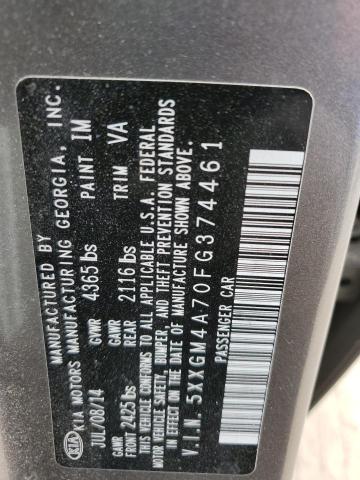 MANUFACTURED BY
KIA KIA MOTORS MANUFACTURING GEORGIA, INC.
JUL/08/14 GVWR 4365 lbs PAINT IM
GAWR FRONT 2425 lbs GAWR REAR 2116 lbs TRIM VA
THIS VEHICLE CONFORMS TO ALL APPLICABLE U.S.A. FEDERAL
MOTOR VEHICLE SAFETY, BUMPER, AND THEFT PREVENTION STANDARDS
IN EFFECT ON THE DATE OF MANUFACTURE SHOWN ABOVE.
V.I.N. 5XXGM4A70FG374461
PASSENGER CAR